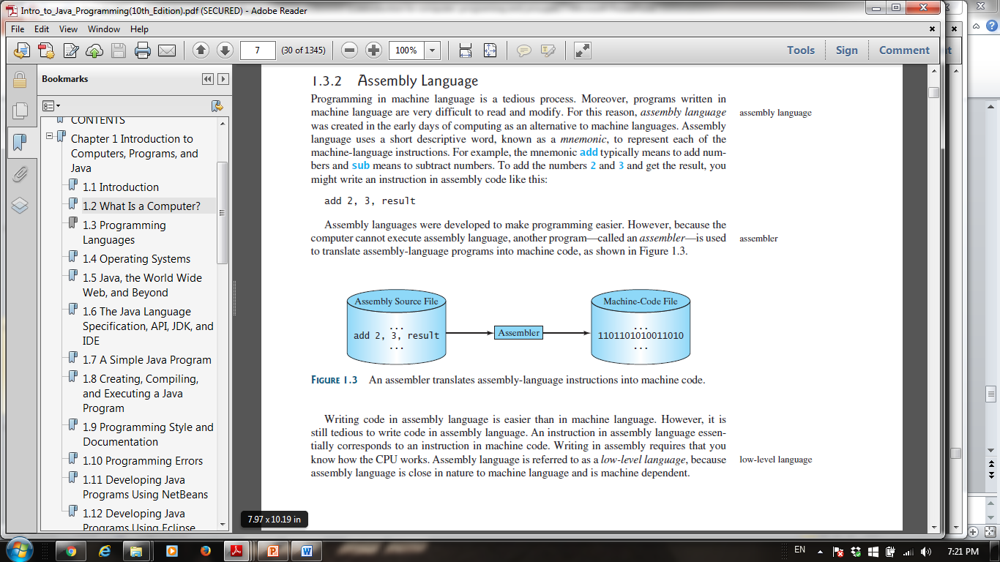 Intro_to_Java_Programming(10th_Edition).pdf (SECURED) - Adobe Reader
File Edit View Window Help
7 (30 of 1345) 100% Tools Sign Comment
Bookmarks
CONTENTS
Chapter 1 Introduction to
Computers, Programs, and
Java
1.1 Introduction
1.2 What Is a Computer?
1.3 Programming
Languages
1.4 Operating Systems
1.5 Java, the World Wide
Web, and Beyond
1.6 The Java Language
Specification, API, JDK, and
IDE
1.7 A Simple Java Program
1.8 Creating, Compiling,
and Executing a Java
Program
1.9 Programming Style and
Documentation
1.10 Programming Errors
1.11 Developing Java
Programs Using NetBeans
1.12 Developing Java
Programs Using Eclipse
1.3.2 Assembly Language
Programming in machine language is a tedious process. Moreover, programs written in
machine language are very difficult to read and modify. For this reason, assembly language
assembly language
was created in the early days of computing as an alternative to machine languages. Assembly
language uses a short descriptive word, known as a mnemonic, to represent each of the
machine-language instructions. For example, the mnemonic add typically means to add num-
bers and sub means to subtract numbers. To add the numbers 2 and 3 and get the result, you
might write an instruction in assembly code like this:
add 2, 3, result
Assembly languages were developed to make programming easier. However, because the
computer cannot execute assembly language, another program—called an assembler—is used
assembler
to translate assembly-language programs into machine code, as shown in Figure 1.3.
Assembly Source File
...
add 2, 3, result
...
Assembler
Machine-Code File
...
1101101010011010
...
FIGURE 1.3 An assembler translates assembly-language instructions into machine code.
Writing code in assembly language is easier than in machine language. However, it is
still tedious to write code in assembly language. An instruction in assembly language essen-
tially corresponds to an instruction in machine code. Writing in assembly requires that you
know how the CPU works. Assembly language is referred to as a low-level language, because
low-level language
assembly language is close in nature to machine language and is machine dependent.
7.97 x 10.19 in
EN 7:21 PM